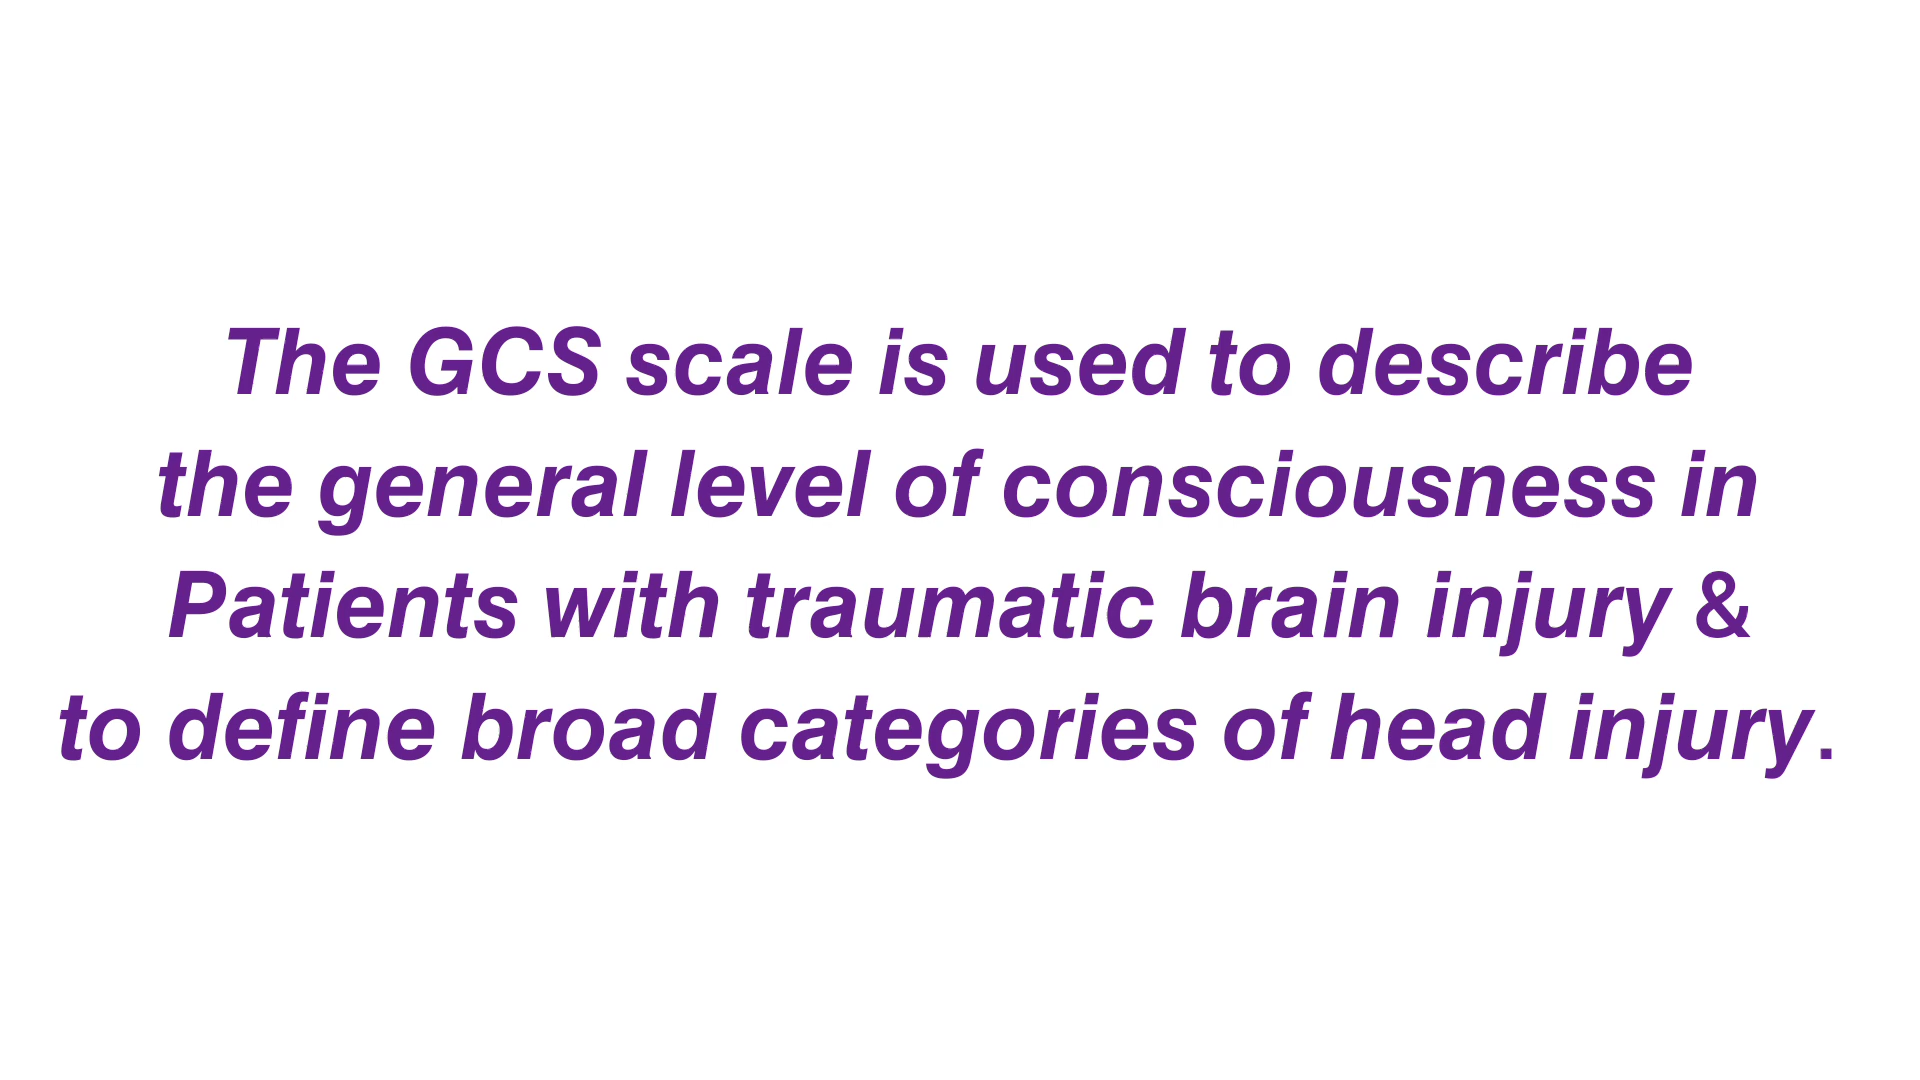 The GCS scale is used to describe
the general level of consciousness in
Patients with traumatic brain injury &
to define broad categories of head injury.